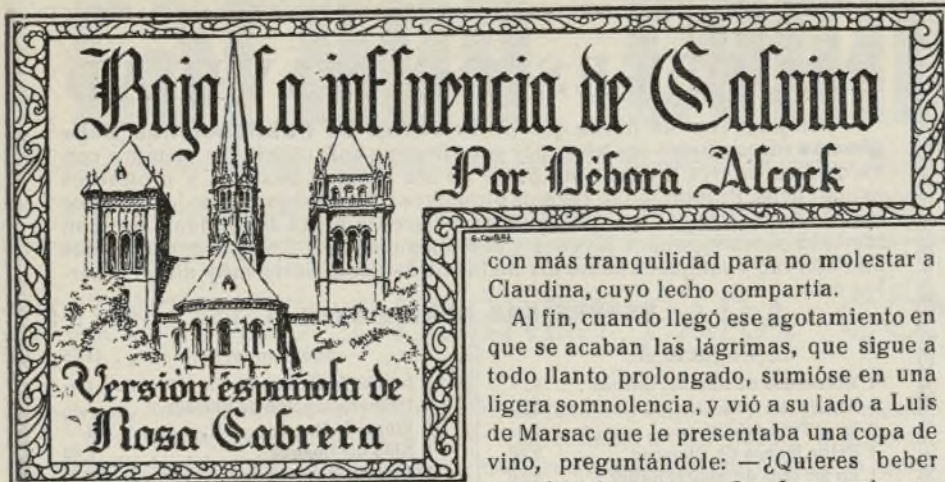 Bajo la influencia de Calvino
Por Débora Alcock
Versión española de
Rosa Cabrera
con más tranquilidad para no molestar a
Claudina, cuyo lecho compartía.
Al fin, cuando llegó ese agotamiento en
que se acaban las lágrimas, que sigue a
todo llanto prolongado, sumióse en una
ligera somnolencia, y vió a su lado a Luis
de Marsac que le presentaba una copa de
vino, preguntándole: —¿Quieres beber